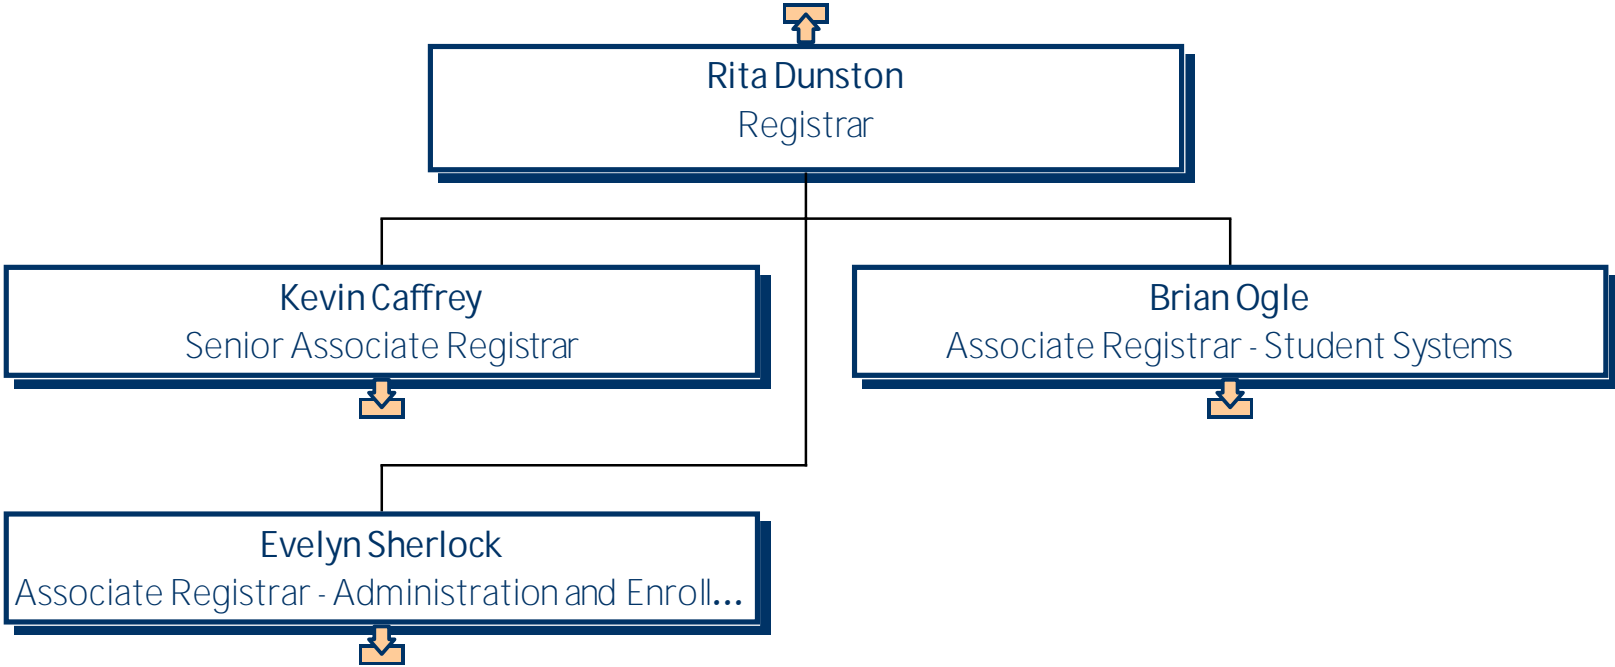 Rita Dunston
Registrar
Kevin Caffrey
Senior Associate Registrar
Brian Ogle
Associate Registrar - Student Systems
Evelyn Sherlock
Associate Registrar - Administration and Enroll...